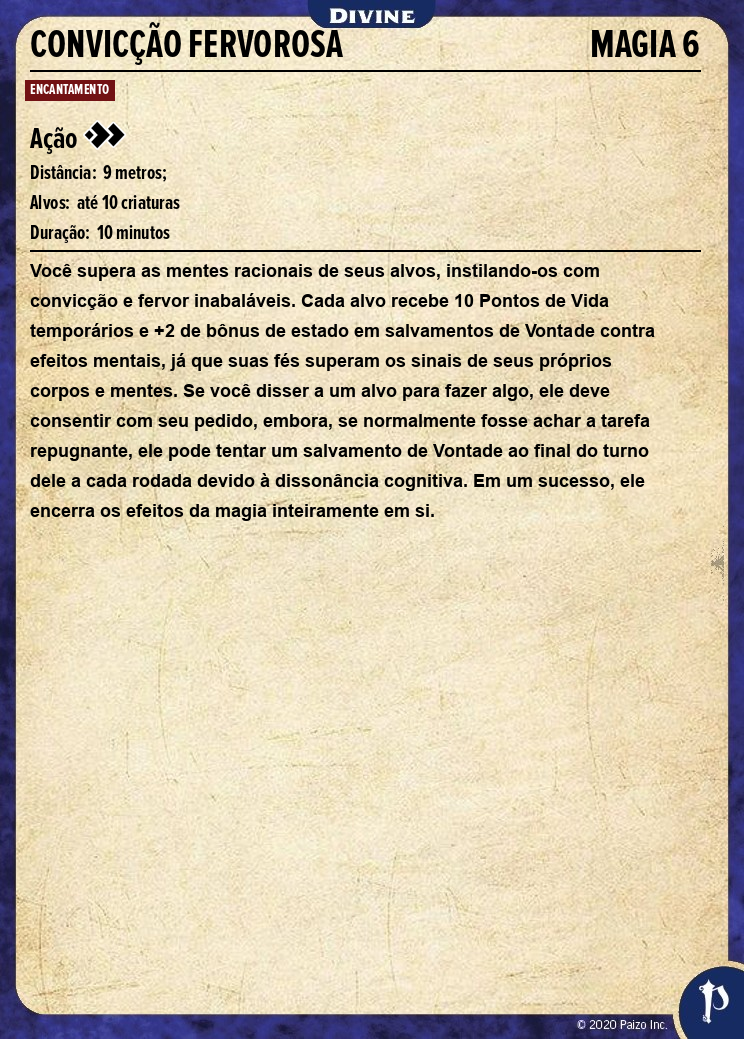 DIVINE
CONVICÇÃO FERVOROSA MAGIA 6
ENCANTAMENTO
Ação
Distância: 9 metros;
Alvos: até 10 criaturas
Duração: 10 minutos
Você supera as mentes racionais de seus alvos, instilando-os com
convicção e fervor inabaláveis. Cada alvo recebe 10 Pontos de Vida
temporários e +2 de bônus de estado em salvamentos de Vontade contra
efeitos mentais, já que suas fés superam os sinais de seus próprios
corpos e mentes. Se você disser a um alvo para fazer algo, ele deve
consentir com seu pedido, embora, se normalmente fosse achar a tarefa
repugnante, ele pode tentar um salvamento de Vontade ao final do turno
dele a cada rodada devido à dissonância cognitiva. Em um sucesso, ele
encerra os efeitos da magia inteiramente em si.
© 2020 Paizo Inc.
P